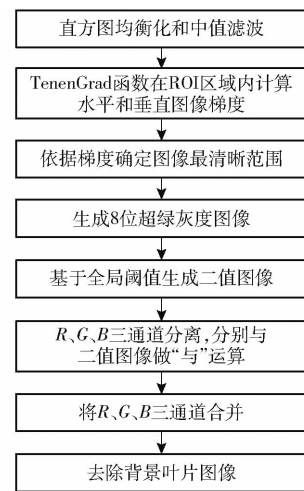 直方图均衡化和中值滤波
TenenGrad函数在ROI区域内计算
水平和垂直图像梯度
依据梯度确定图像最清晰范围
生成8位超绿灰度图像
基于全局阈值生成二值图像
R、G、B三通道分离,分别与
二值图像做“与”运算
将R、G、B三通道合并
去除背景叶片图像